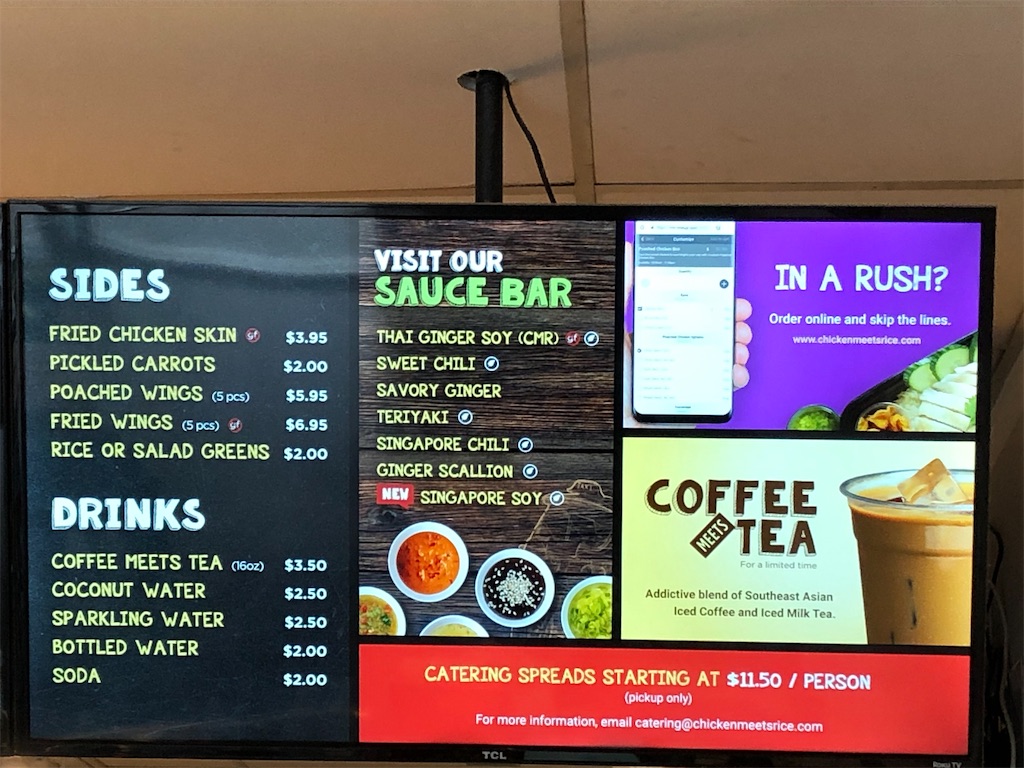 SIDES
FRIED CHICKEN SKIN gf $3.95
PICKLED CARROTS $2.00
POACHED WINGS (5 pcs) $5.95
FRIED WINGS (5 pcs) gf $6.95
RICE OR SALAD GREENS $2.00
DRINKS
COFFEE MEETS TEA (16oz) $3.50
COCONUT WATER $2.50
SPARKLING WATER $2.50
BOTTLED WATER $2.00
SODA $2.00
VISIT OUR
SAUCE BAR
THAI GINGER SOY (CMR) gf
SWEET CHILI
SAVORY GINGER
TERIYAKI
SINGAPORE CHILI
GINGER SCALLION
NEW SINGAPORE SOY
Customize
IN A RUSH?
Order online and skip the lines.
www.chickenmeetsrice.com
COFFEE
MEETS TEA
For a limited time
Addictive blend of Southeast Asian
Iced Coffee and Iced Milk Tea.
CATERING SPREADS STARTING AT $11.50 / PERSON
(pickup only)
For more information, email catering@chickenmeetsrice.com
TCL
Roku TV